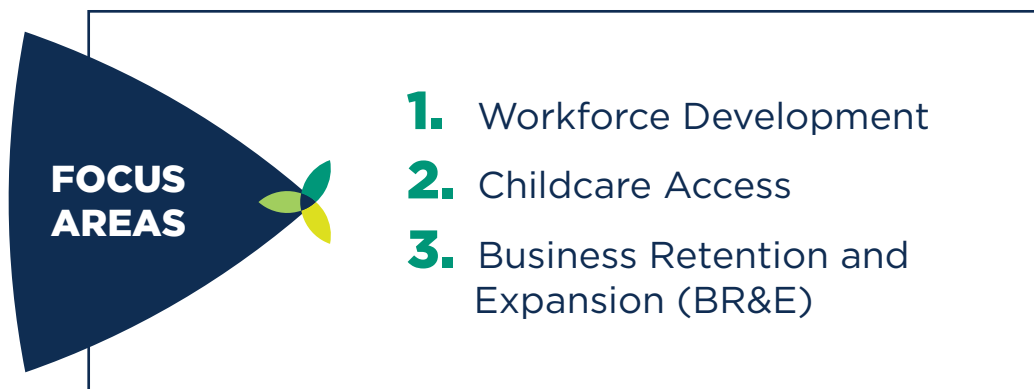 FOCUS
AREAS
1. Workforce Development
2. Childcare Access
3. Business Retention and
Expansion (BR&E)